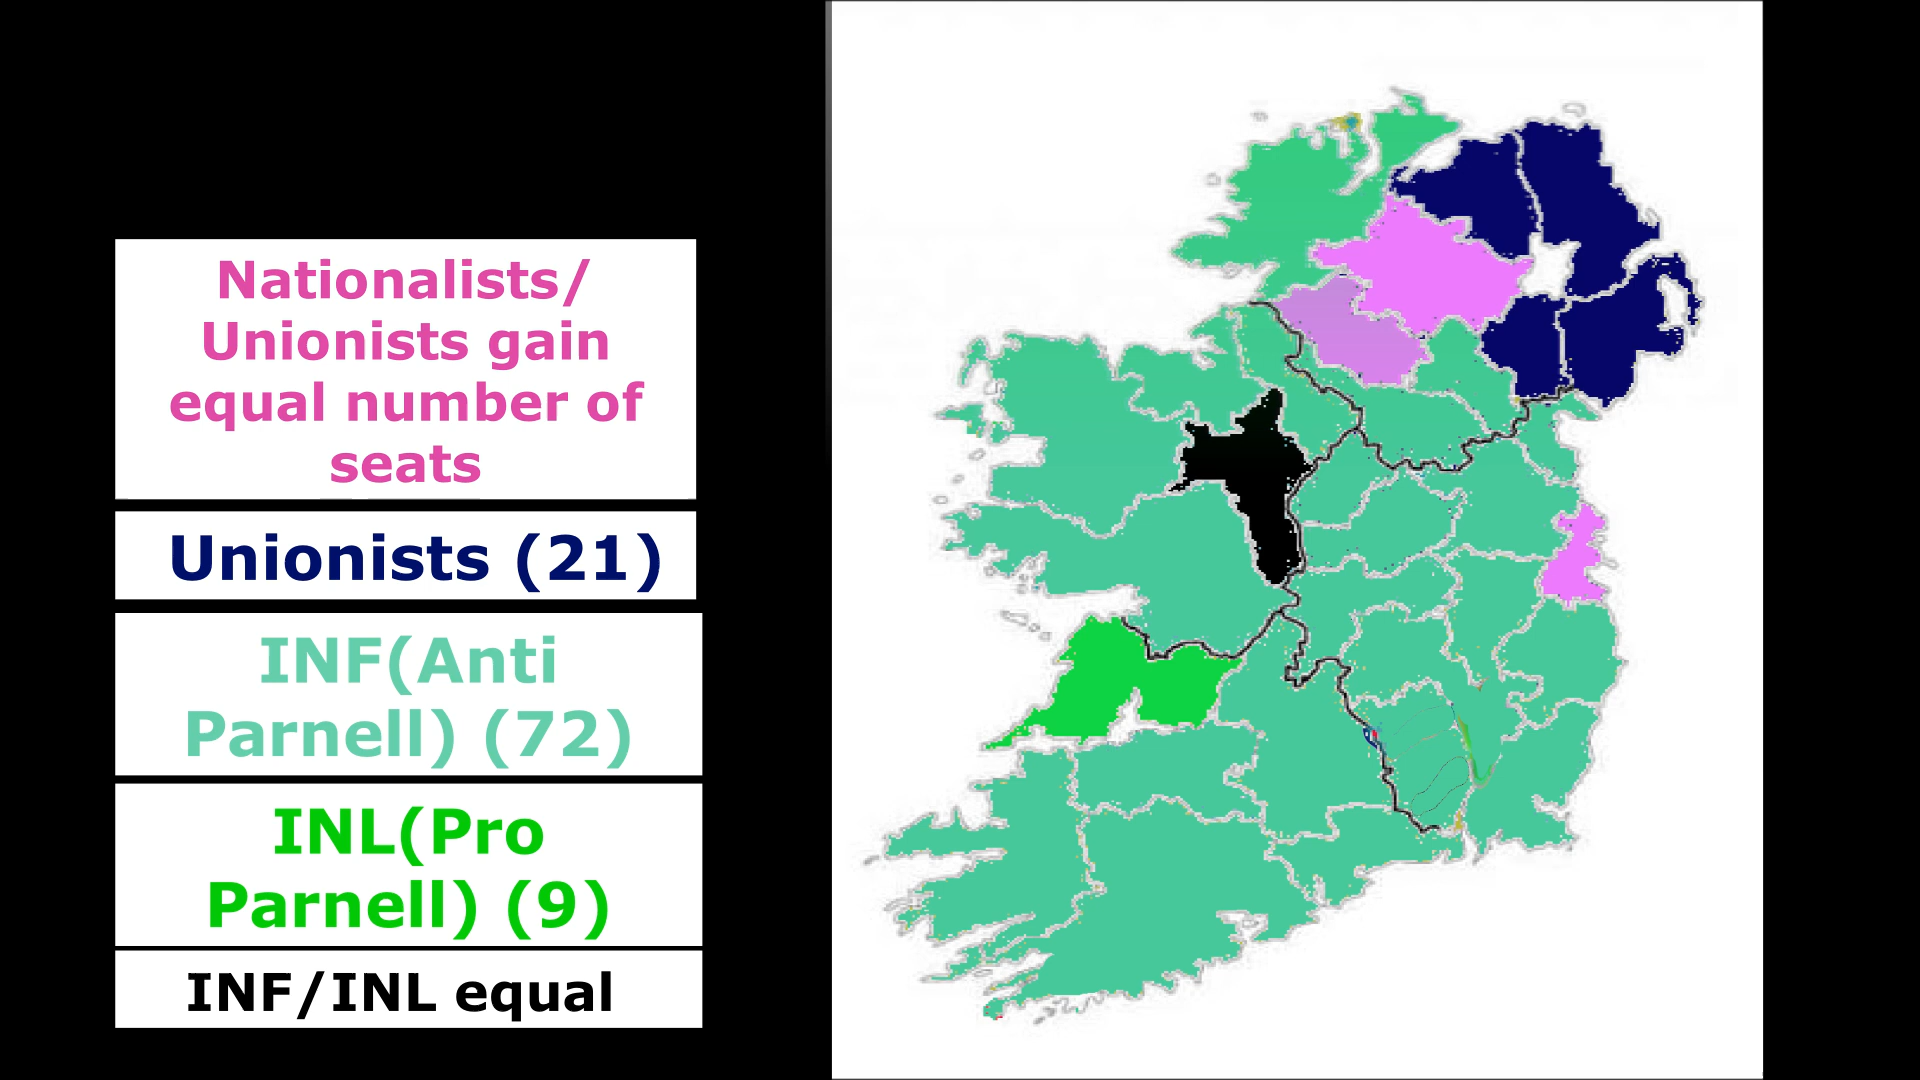 Nationalists/
Unionists gain
equal number of
seats
Unionists (21)
INF(Anti
Parnell) (72)
INL(Pro
Parnell) (9)
INF/INL equal